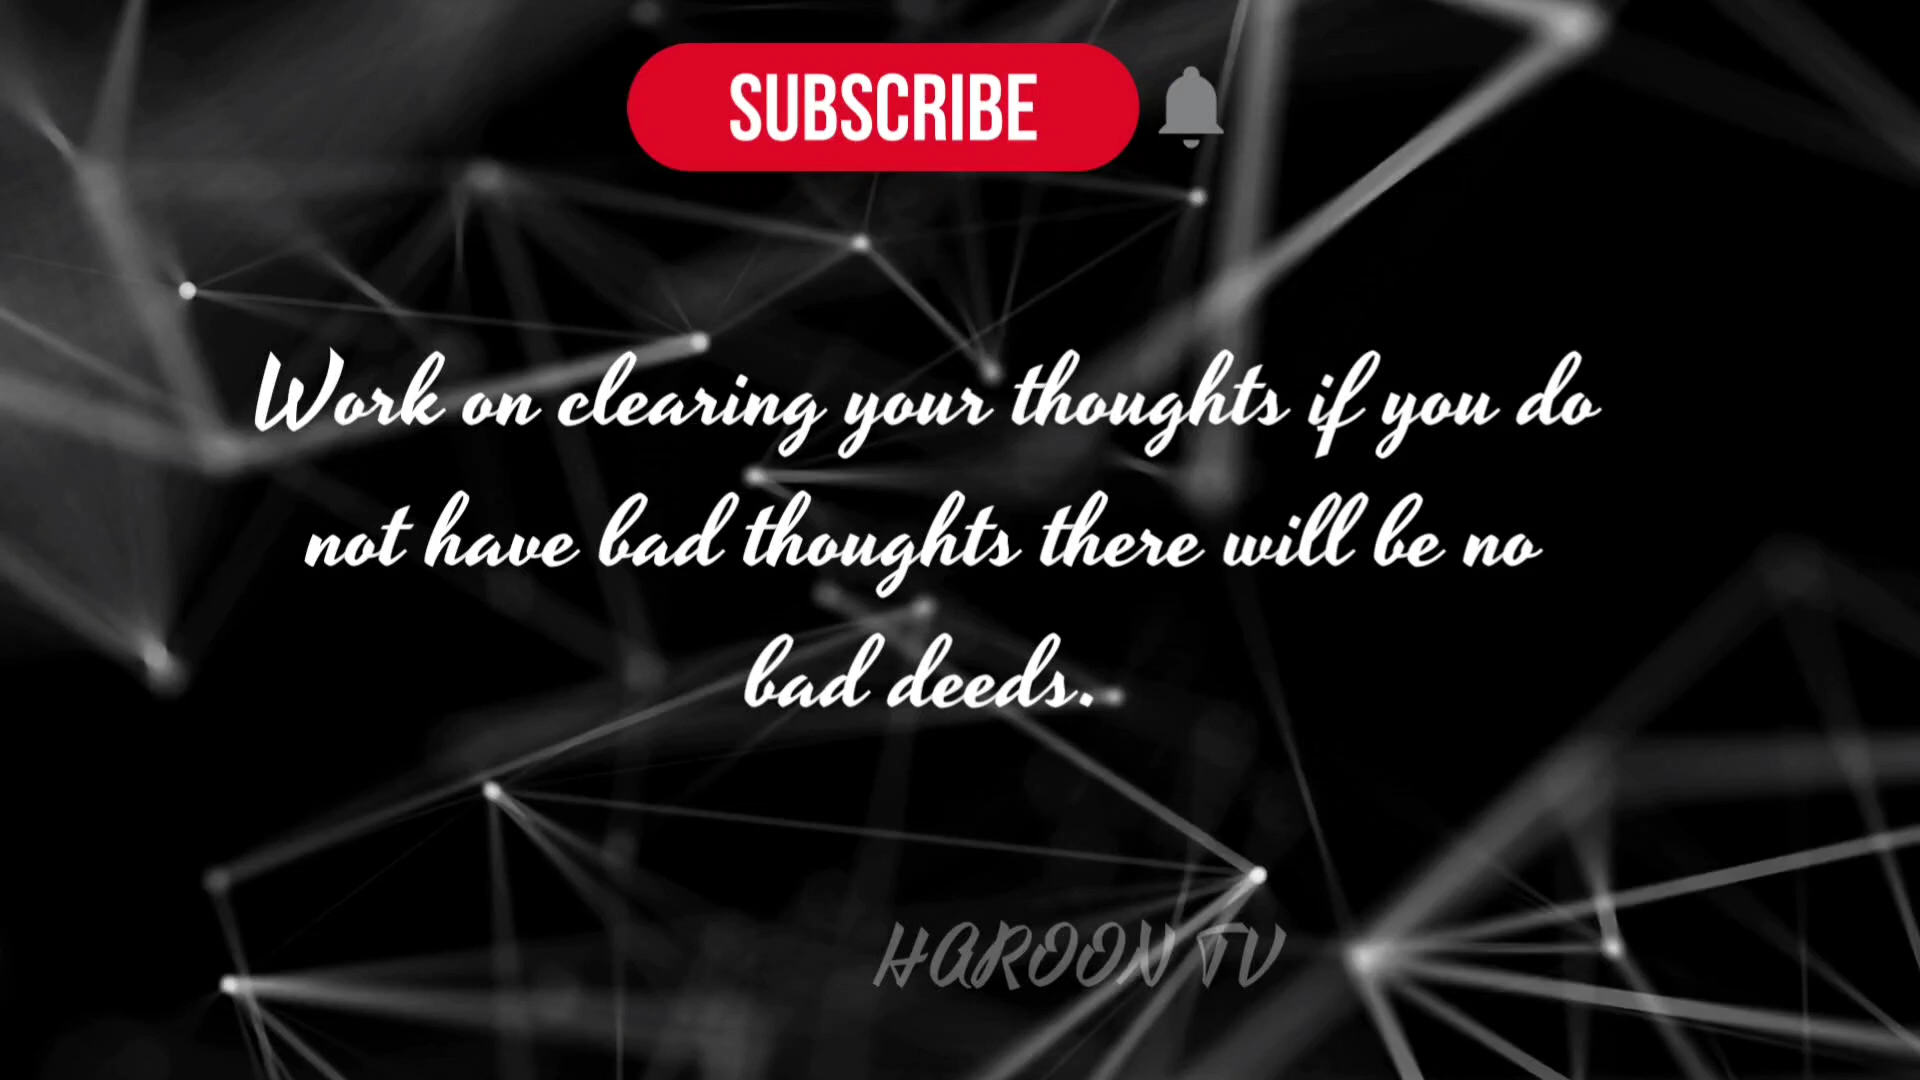 SUBSCRIBE
Work on clearing your thoughts if you do
not have bad thoughts there will be no
bad deeds.
HAROON TV